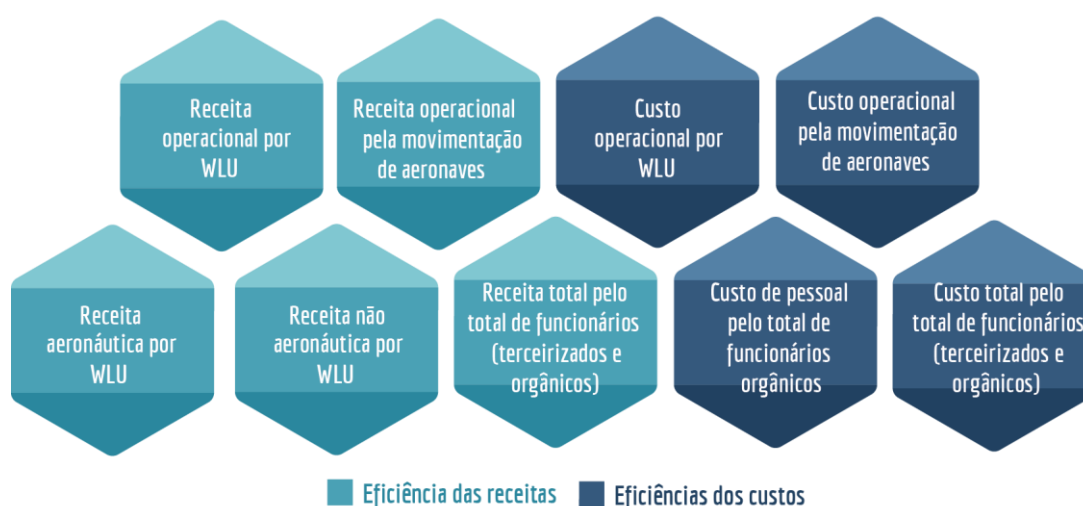 Receita
operacional por
WLU
Receita operacional
pela movimentação
de aeronaves
Custo
operacional por
WLU
Custo operacional
pela movimentação
de aeronaves
Receita
aeronáutica por
WLU
Receita não
aeronáutica por
WLU
Receita total pelo
total de funcionários
(terceirizados e
orgânicos)
Custo de pessoal
pelo total de
funcionários
orgânicos
Custo total pelo
total de funcionários
(terceirizados e
orgânicos)
Eficiência das receitas
Eficiências dos custos